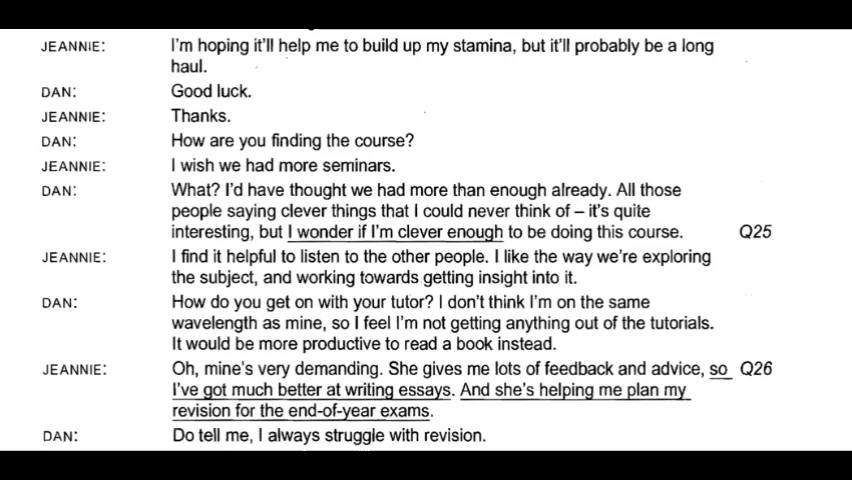 JEANNIE: I'm hoping it'll help me to build up my stamina, but it'll probably be a long
haul.
DAN: Good luck.
JEANNIE: Thanks.
DAN: How are you finding the course?
JEANNIE: I wish we had more seminars.
DAN: What? I'd have thought we had more than enough already. All those
people saying clever things that I could never think of – it's quite
interesting, but I wonder if I'm clever enough to be doing this course. Q25
JEANNIE: I find it helpful to listen to the other people. I like the way we're exploring
the subject, and working towards getting insight into it.
DAN: How do you get on with your tutor? I don't think I'm on the same
wavelength as mine, so I feel I'm not getting anything out of the tutorials.
It would be more productive to read a book instead.
JEANNIE: Oh, mine's very demanding. She gives me lots of feedback and advice, so Q26
I've got much better at writing essays. And she's helping me plan my
revision for the end-of-year exams.
DAN: Do tell me, I always struggle with revision.